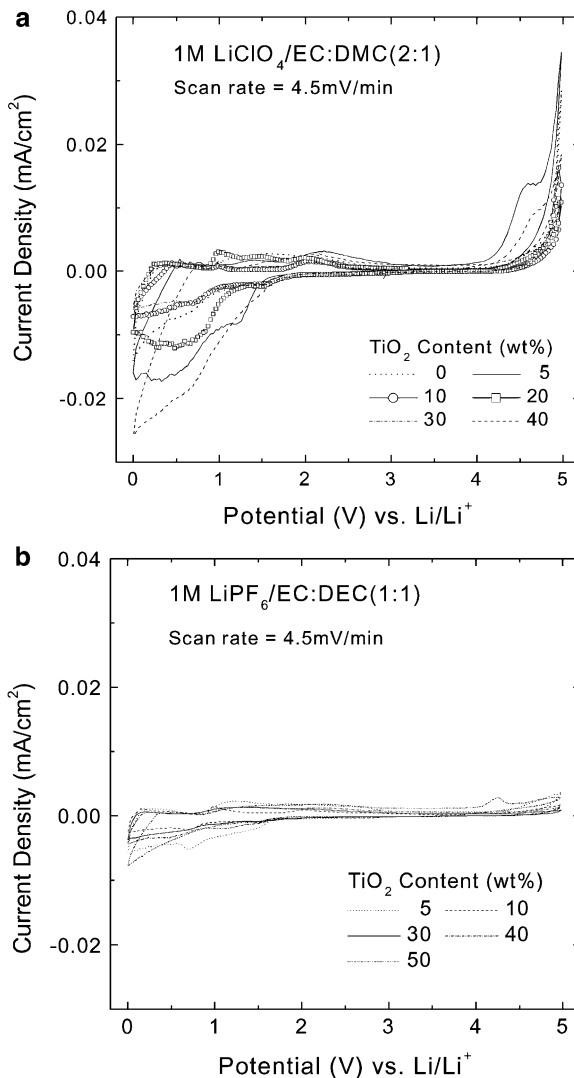 a
1M LiClO₄/EC:DMC(2:1)
Scan rate = 4.5mV/min
Current Density (mA/cm²)
0.04
0.02
0.00
-0.02
TiO₂ Content (wt%)
0 5
10 20
30 40
0 1 2 3 4 5
Potential (V) vs. Li/Li⁺
b
1M LiPF₆/EC:DEC(1:1)
Scan rate = 4.5mV/min
Current Density (mA/cm²)
0.04
0.02
0.00
-0.02
TiO₂ Content (wt%)
5 10
30 40
50
0 1 2 3 4 5
Potential (V) vs. Li/Li⁺